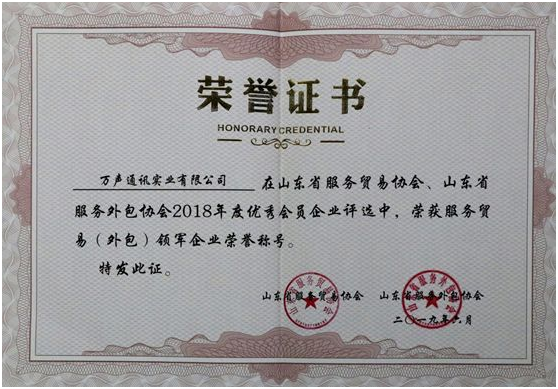 荣誉证书
HONORARY CREDENTIAL
万声通讯实业有限公司 在山东省服务贸易协会、山东省
服务外包协会2018年度优秀会员企业评选中，荣获服务贸
易（外包）领军企业荣誉称号。
特发此证。
山东省服务贸易协会 山东省服务外包协会
二〇一九年六月